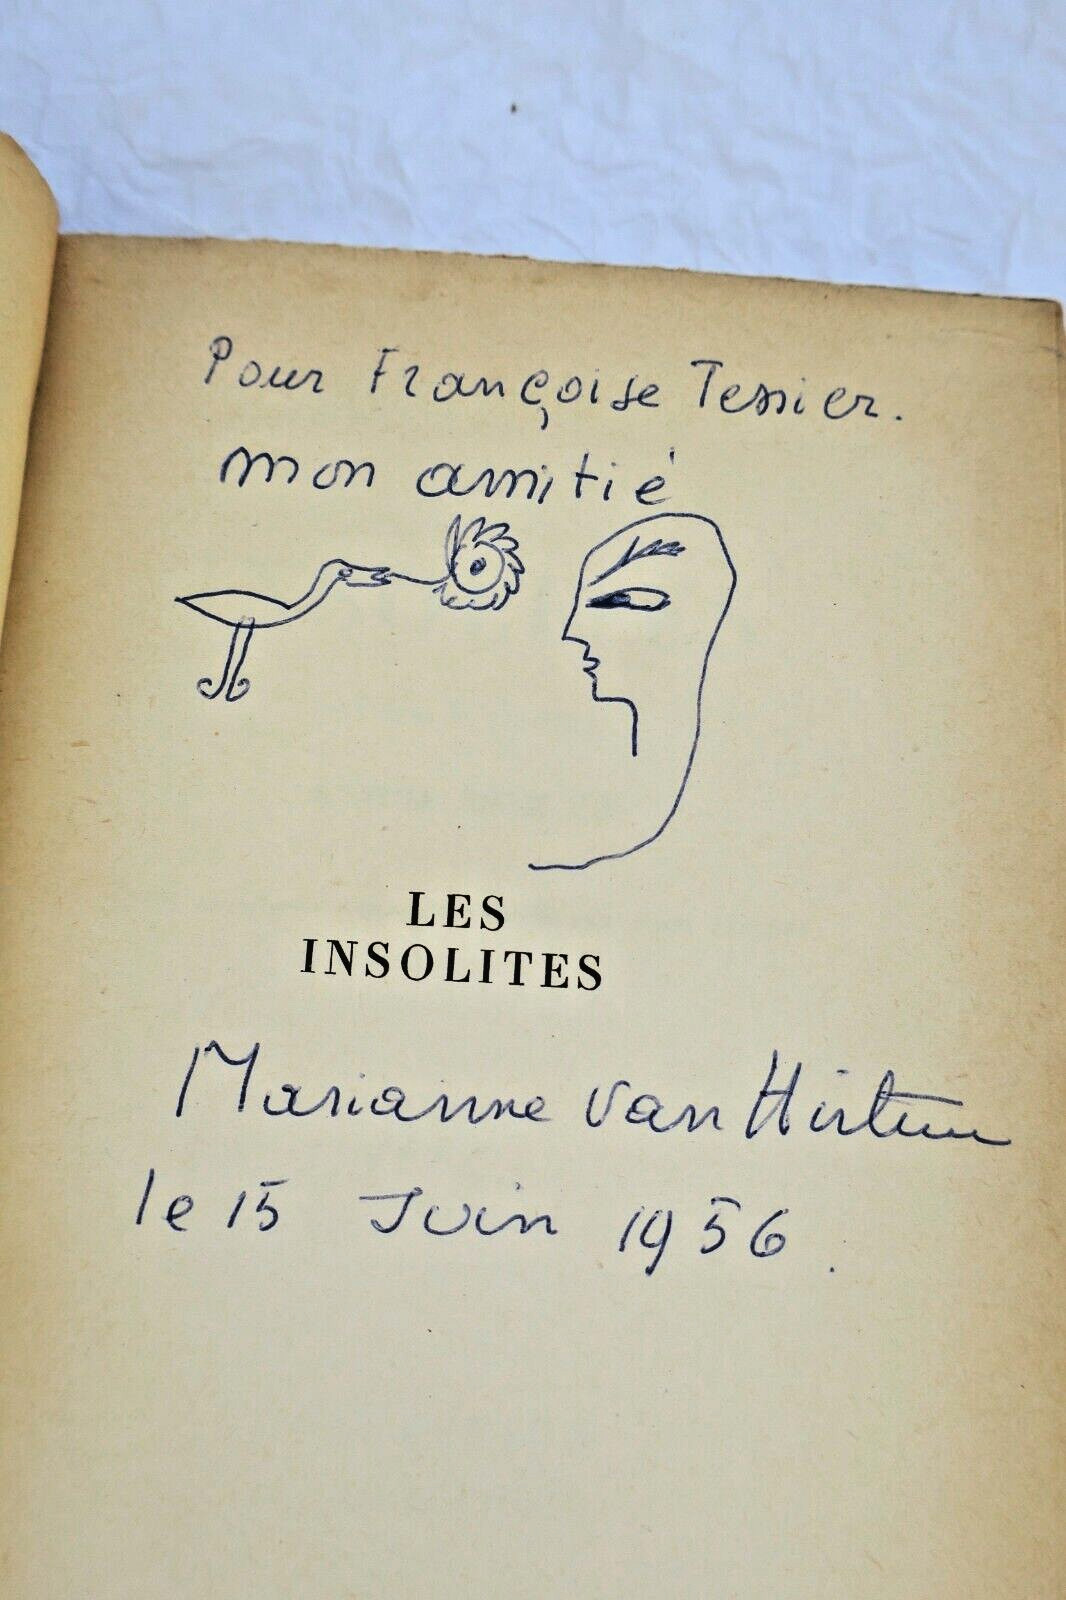 Pour Françoise Tessier.
mon amitié
LES
INSOLITES
Marianne van Hirtum
le 15 Juin 1956.